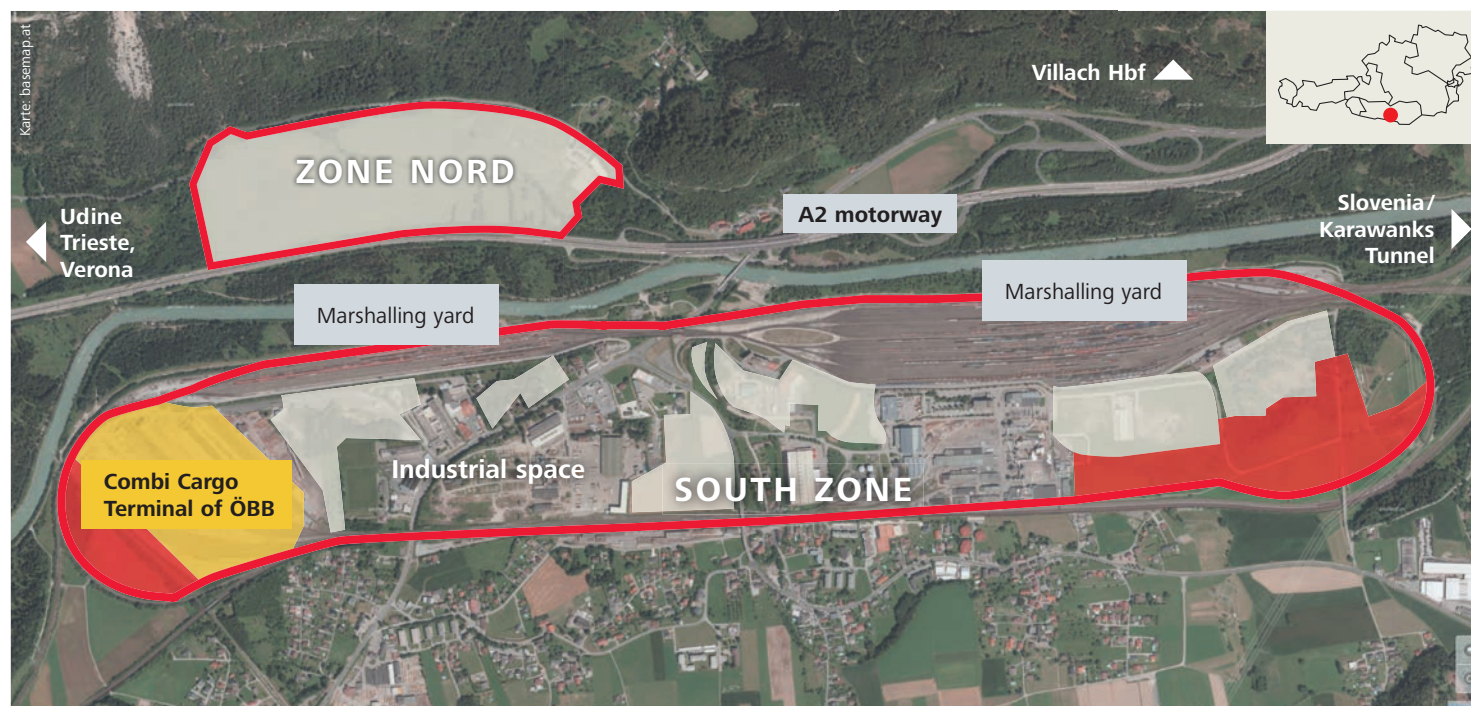 Karte: basemap.at
Villach Hbf
ZONE NORD
A2 motorway
Udine
Trieste,
Verona
Slovenia/
Karawanks
Tunnel
Marshalling yard
Marshalling yard
Combi Cargo
Terminal of ÖBB
Industrial space
SOUTH ZONE